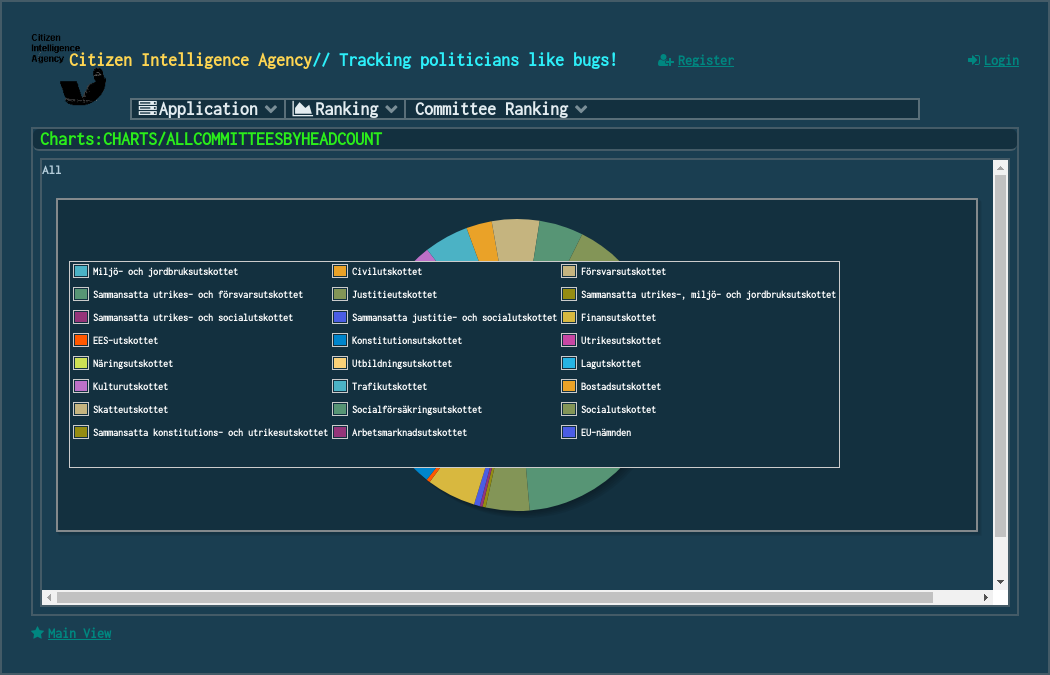 Citizen
Intelligence
Agency
Citizen Intelligence Agency// Tracking politicians like bugs!
Register
Login
Application
Ranking
Committee Ranking
Charts:CHARTS/ALLCOMMITTEESBYHEADCOUNT
All
Miljö- och jordbruksutskottet
Civilutskottet
Försvarsutskottet
Sammansatta utrikes- och försvarsutskottet
Justitieutskottet
Sammansatta utrikes-, miljö- och jordbruksutskottet
Sammansatta utrikes- och socialutskottet
Sammansatta justitie- och socialutskottet
Finansutskottet
EES-utskottet
Konstitutionsutskottet
Utrikesutskottet
Näringsutskottet
Utbildningsutskottet
Lagutskottet
Kulturutskottet
Trafikutskottet
Bostadsutskottet
Skatteutskottet
Socialförsäkringsutskottet
Socialutskottet
Sammansatta konstitutions- och utrikesutskottet
Arbetsmarknadsutskottet
EU-nämnden
Main View